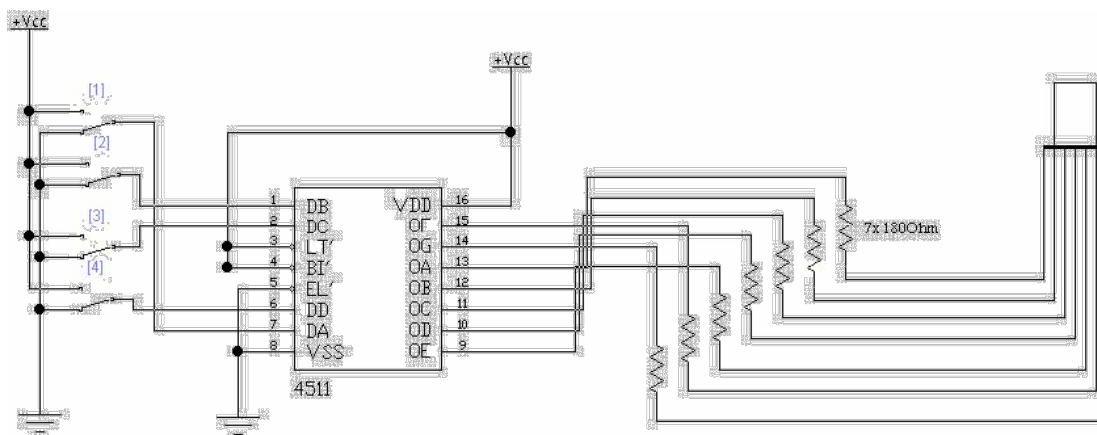 +Vcc
+Vcc
[1]
[2]
[3]
[4]
1 DB VDD 16
2 DC OF 15
3 LT' OG 14
4 BI' OA 13
5 EL' OB 12
6 DD OC 11
7 DA OD 10
8 VSS OE 9
4511
7x 180Ohm